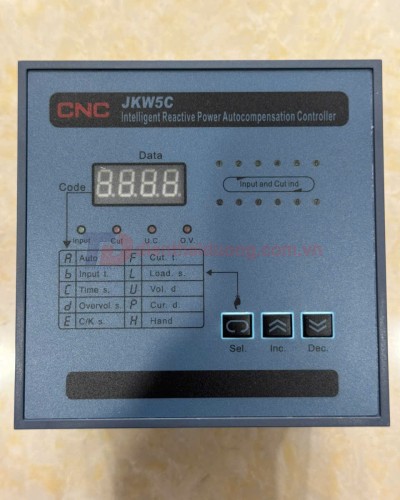 CNC JKW5C
Intelligent Reactive Power Autocompensation Controller
Data
Code
8.8.8.8.
Input and Cut ind
Input Cut U.C. O.V.
A Auto F Cut. t.
b Input t. L Load. s.
C Time s. U Vol. d
d Overvol s. P Cur. d
E C/K s. H Hand
Sel. Inc. Dec.